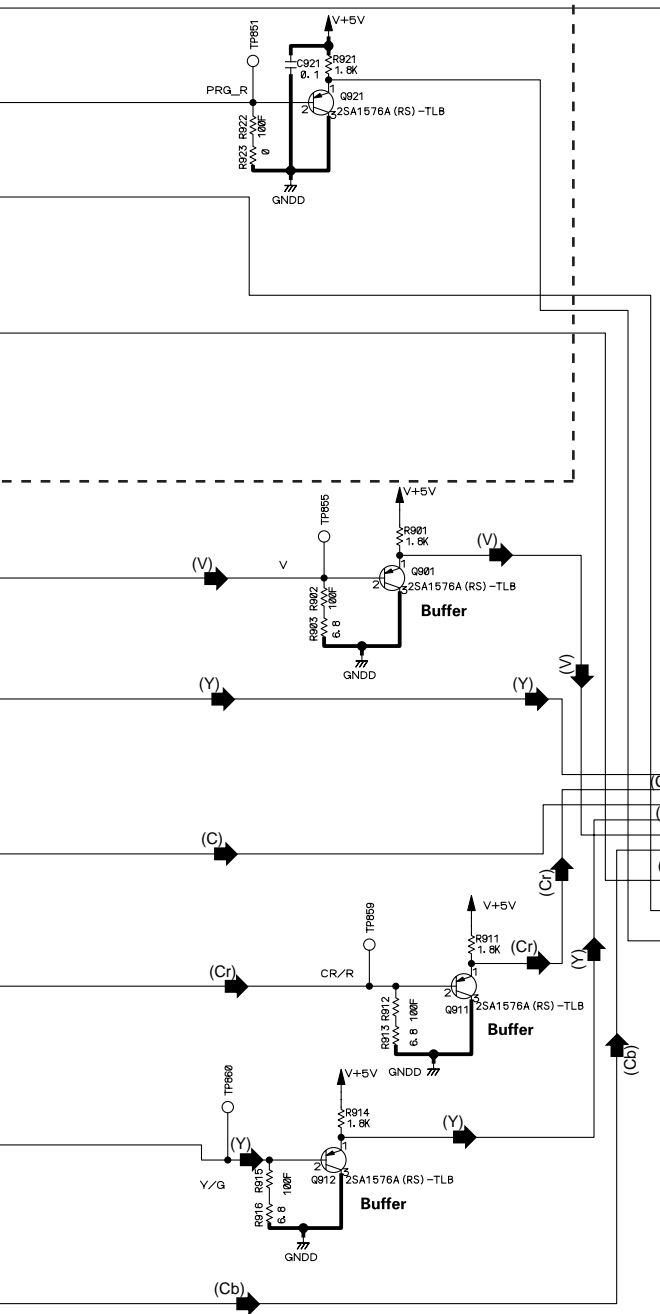 TP851
V+5V
C921
0.1
R921
1.8K
PRG_R
1
2
3
Q921
2SA1576A(RS)-TLB
R922
100F
R923
0
GNDD
TP855
V+5V
R901
1.8K
(V)
(V)
V
1
2
3
Q901
2SA1576A(RS)-TLB
Buffer
R902
100F
R903
6.8
GNDD
(V)
(Y)
(Y)
(C)
(Cr)
TP859
V+5V
R911
1.8K
(Cr)
(Cr)
CR/R
1
2
3
Q911
2SA1576A(RS)-TLB
Buffer
R912
100F
R913
6.8
GNDD
(Y)
(Cb)
TP860
V+5V
R914
1.8K
(Y)
(Y)
Y/G
1
2
3
Q912
2SA1576A(RS)-TLB
Buffer
R915
100F
R916
6.8
GNDD
(Cb)